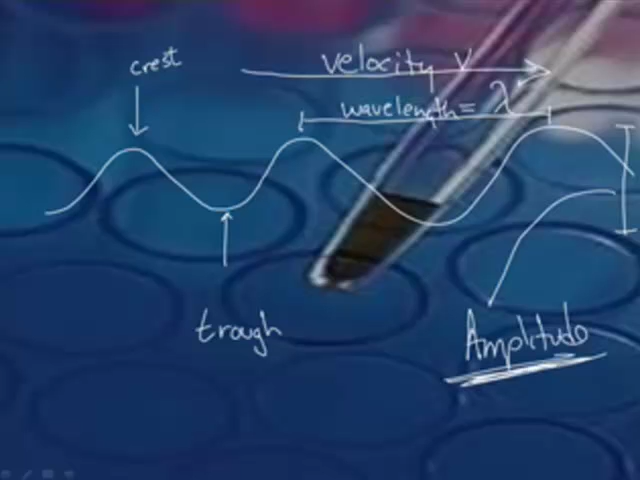 crest
velocity v
wavelength = λ
trough
Amplitude